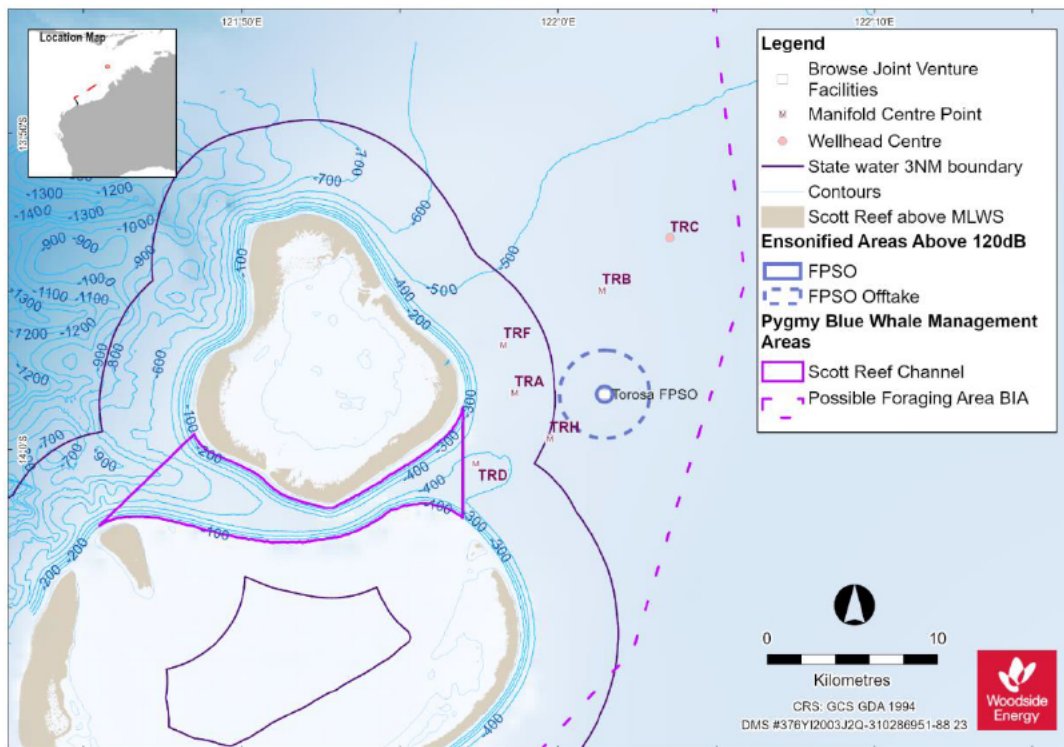 121°50'E
122°0'E
122°10'E
13°50'S
14°0'S
Location Map
Legend
Browse Joint Venture
Facilities
M Manifold Centre Point
Wellhead Centre
State water 3NM boundary
Contours
Scott Reef above MLWS
Ensonified Areas Above 120dB
FPSO
FPSO Offtake
Pygmy Blue Whale Management
Areas
Scott Reef Channel
Possible Foraging Area BIA
-1300
-1200
-1400
-1300
-1000
-900
-900
-1000
-1100
-1300
-1200
-900
-800
-600
-1200
-700
-900
-700
-700
-600
-500
-500
-100
-400
-200
-300
-100
-200
-300
-400
-400
-100
-300
-300
-100
-200
-200
-400
TRC
TRB
M
TRF
M
TRA
M
Torosa FPSO
TRH
M
M
TRD
0 10
Kilometres
CRS: GCS GDA 1994
DMS #376YI2003J2Q-310286951-88 23
Woodside
Energy